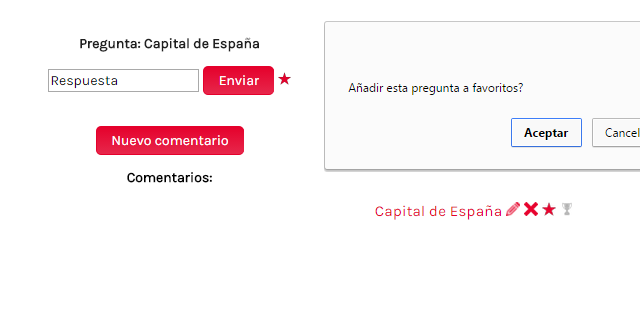 Pregunta: Capital de España
Respuesta
Enviar
Nuevo comentario
Comentarios:
Añadir esta pregunta a favoritos?
Aceptar
Cancel
Capital de España